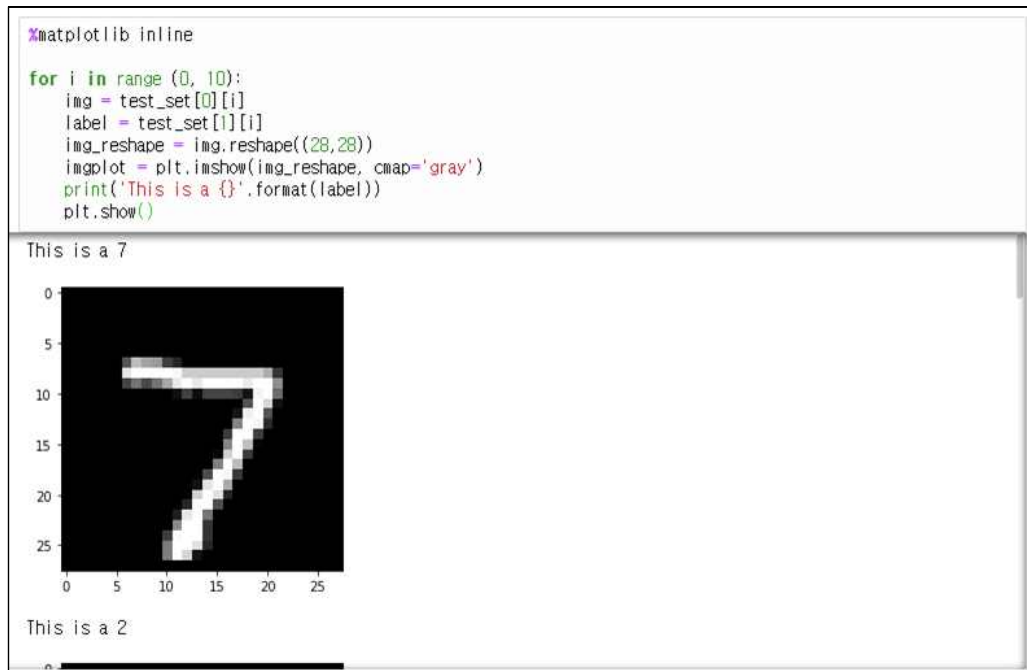 %matplotlib inline
for i in range (0, 10):
    img = test_set[0][i]
    label = test_set[1][i]
    img_reshape = img.reshape((28,28))
    imgplot = plt.imshow(img_reshape, cmap='gray')
    print('This is a {}'.format(label))
    plt.show()
This is a 7
0
5
10
15
20
25
0 5 10 15 20 25
This is a 2